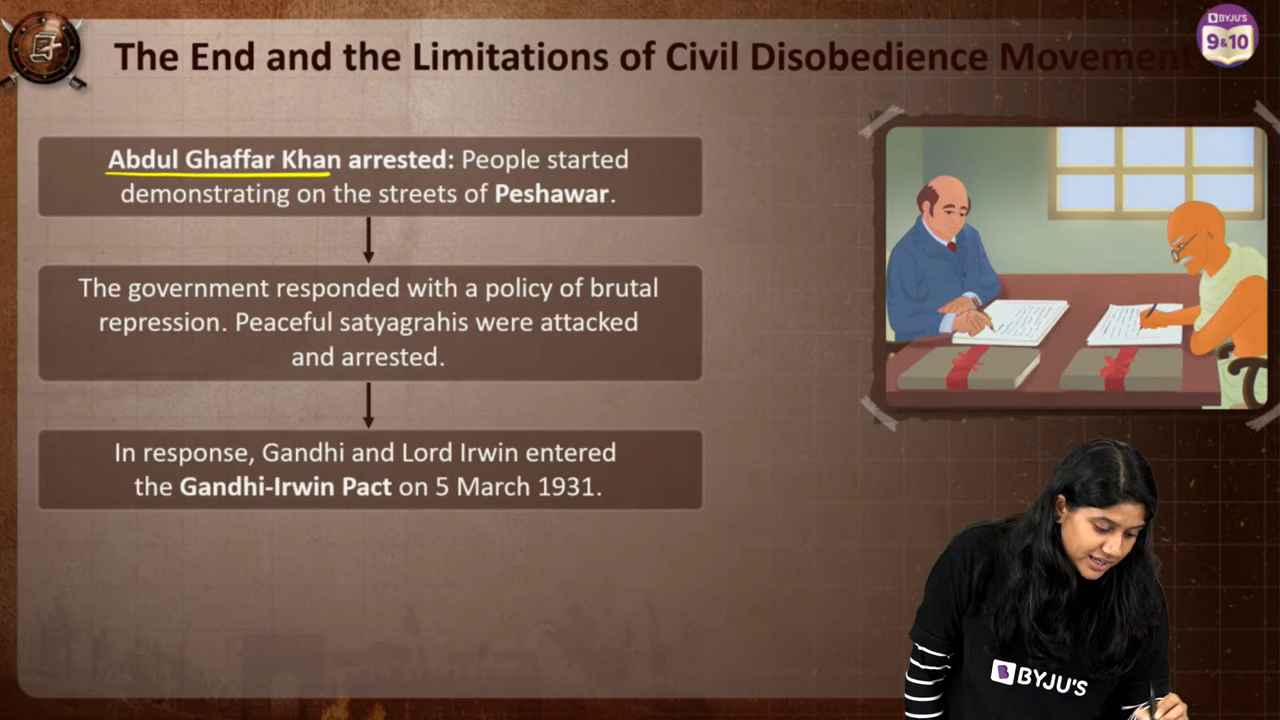 The End and the Limitations of Civil Disobedience Movement
BYJU'S
9&10
Abdul Ghaffar Khan arrested: People started
demonstrating on the streets of Peshawar.
The government responded with a policy of brutal
repression. Peaceful satyagrahis were attacked
and arrested.
In response, Gandhi and Lord Irwin entered
the Gandhi-Irwin Pact on 5 March 1931.
BYJU'S